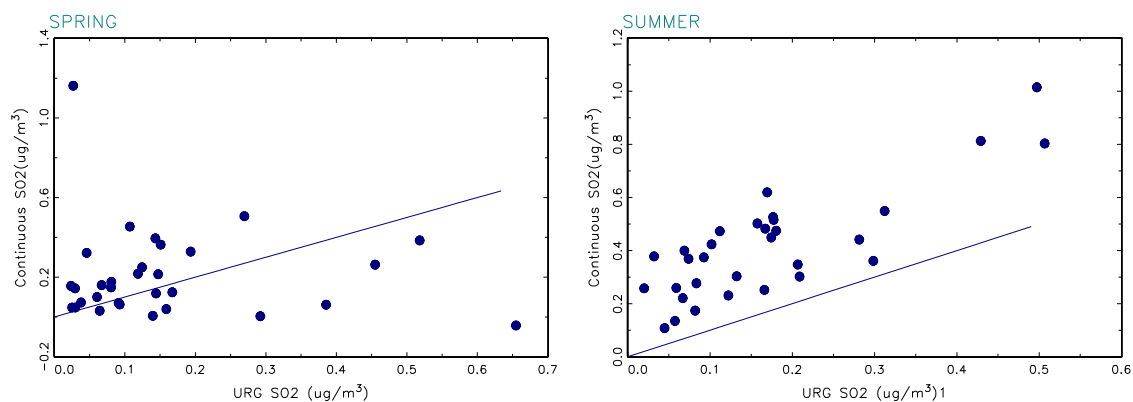 SPRING
1.4
1.0
0.6
0.2
-0.2
Continuous SO2(ug/m³)
0.0 0.1 0.2 0.3 0.4 0.5 0.6 0.7
URG SO2 (ug/m³)
SUMMER
1.2
1.0
0.8
0.6
0.4
0.2
0.0
Continuous SO2(ug/m³)
0.0 0.1 0.2 0.3 0.4 0.5 0.6
URG SO2 (ug/m³)1